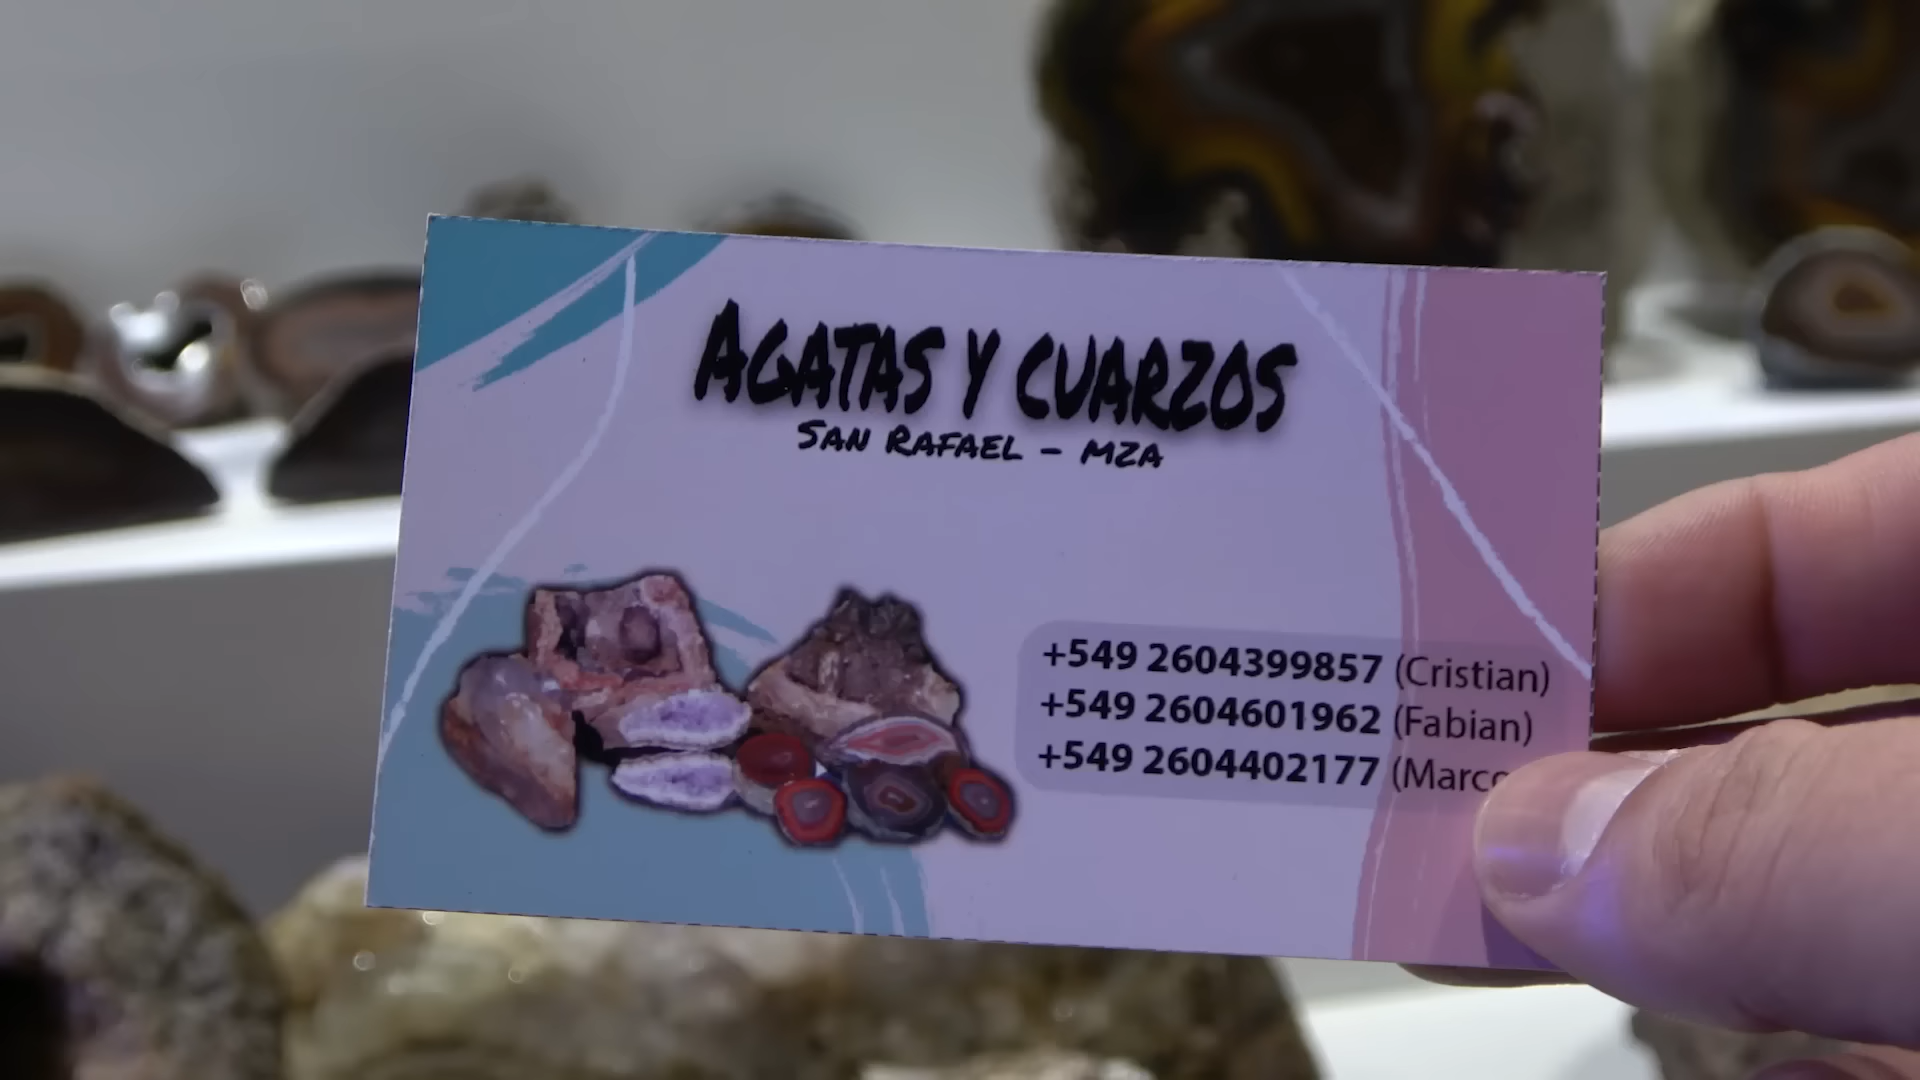 AGATAS Y CUARZOS
SAN RAFAEL - MZA
+549 2604399857 (Cristian)
+549 2604601962 (Fabian)
+549 2604402177